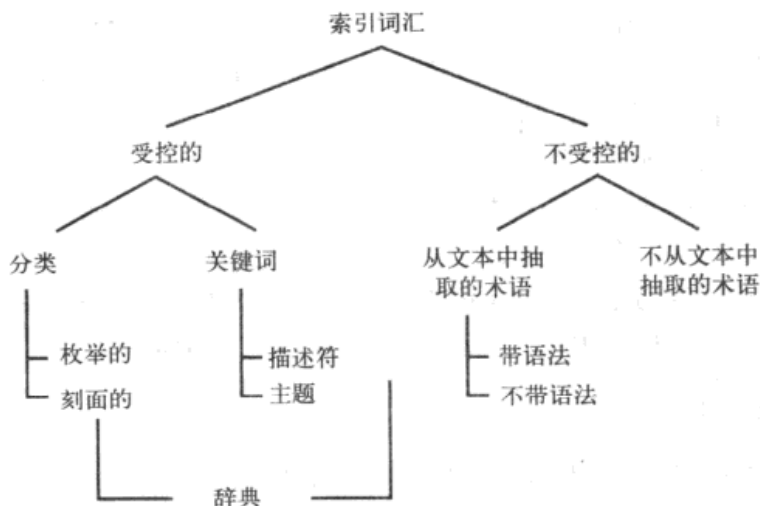 索引词汇
受控的
不受控的
分类
关键词
从文本中抽
取的术语
不从文本中
抽取的术语
枚举的
刻面的
描述符
主题
带语法
不带语法
辞典